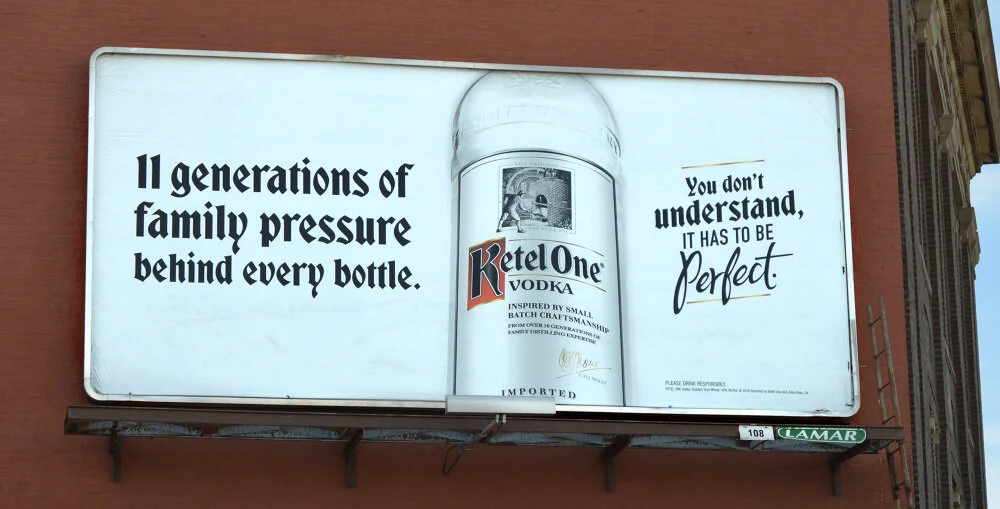 11 generations of
family pressure
behind every bottle.
Ketel One®
VODKA
INSPIRED BY SMALL
BATCH CRAFTSMANSHIP
FROM OVER 10 GENERATIONS OF
FAMILY DISTILLING EXPERTISE
IMPORTED
You don't
understand,
IT HAS TO BE
Perfect.
PLEASE DRINK RESPONSIBLY.
108
LAMAR